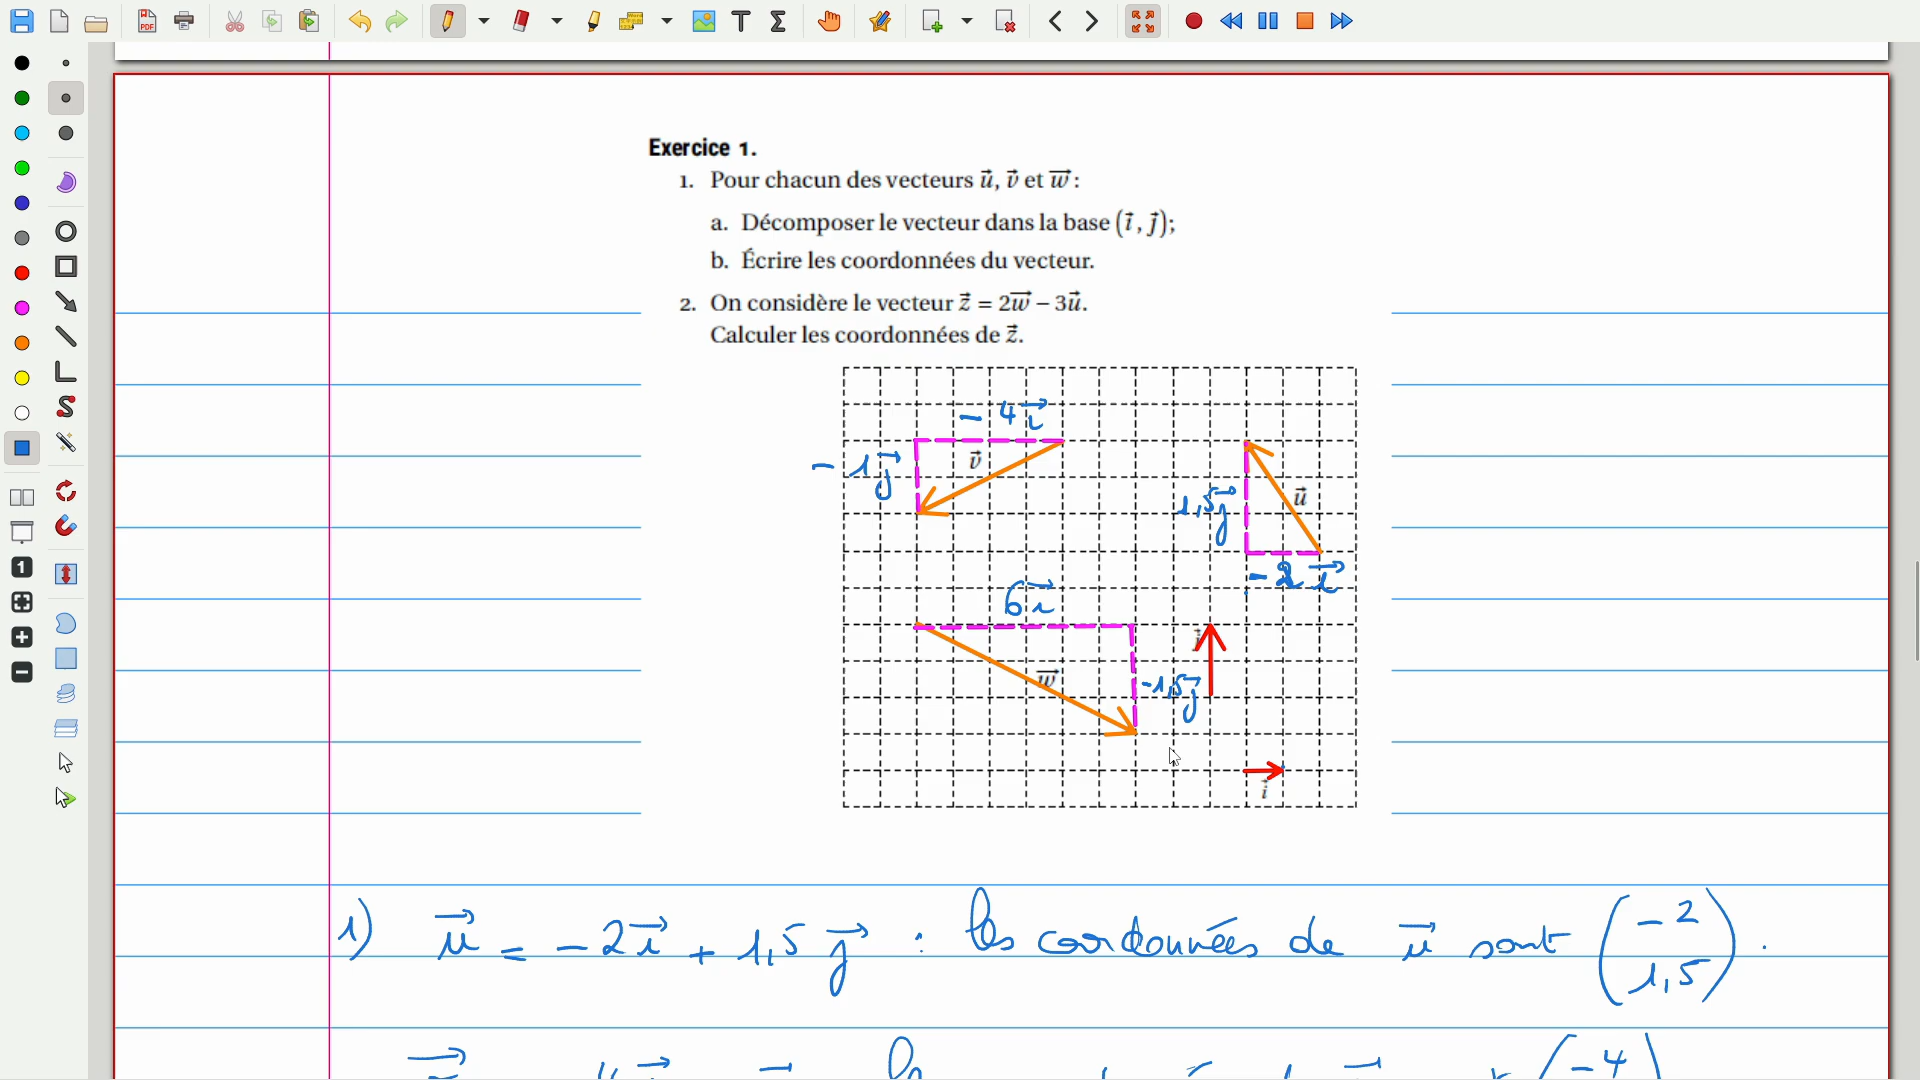 Exercice 1.
1. Pour chacun des vecteurs u⃗, v⃗ et w⃗ :
a. Décomposer le vecteur dans la base (i⃗, j⃗);
b. Écrire les coordonnées du vecteur.
2. On considère le vecteur z⃗ = 2w⃗ − 3u⃗.
Calculer les coordonnées de z⃗.
− 4i⃗
− 1j⃗
v⃗
u⃗
1,5j⃗
− 2i⃗
6i⃗
j⃗
w⃗
−1,5j⃗
i⃗
1) u⃗ = − 2i⃗ + 1,5j⃗ : les coordonnées de u⃗ sont (−2 1,5).
−4